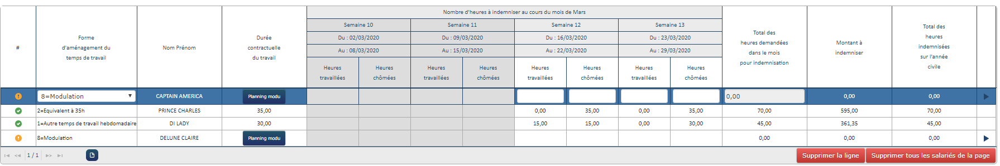 Nombre d'heures à indemniser au cours du mois de Mars
Semaine 10 Semaine 11 Semaine 12 Semaine 13
Du : 02/03/2020 Du : 09/03/2020 Du : 16/03/2020 Du : 23/03/2020
Au : 08/03/2020 Au : 15/03/2020 Au : 22/03/2020 Au : 29/03/2020
#
Forme
d'aménagement du
temps de travail
Nom Prénom
Durée
contractuelle
du travail
Heures
travaillées
Heures
chômées
Heures
travaillées
Heures
chômées
Heures
travaillées
Heures
chômées
Heures
travaillées
Heures
chômées
Total des
heures demandées
dans le mois
pour indemnisation
Montant à
indemniser
Total des
heures
indemnisées
sur l'année
civile
8=Modulation CAPTAIN AMERICA Planning modu 0,00 0,00 0,00
2=Equivalent à 35h PRINCE CHARLES 35,00 0,00 35,00 0,00 35,00 70,00 595,00 70,00
1=Autre temps de travail hebdomadaire DI LADY 30,00 15,00 15,00 0,00 30,00 45,00 361,35 45,00
8=Modulation DELUNE CLAIRE Planning modu 0,00 0,00 0,00
1 / 1 Supprimer la ligne Supprimer tous les salariés de la page